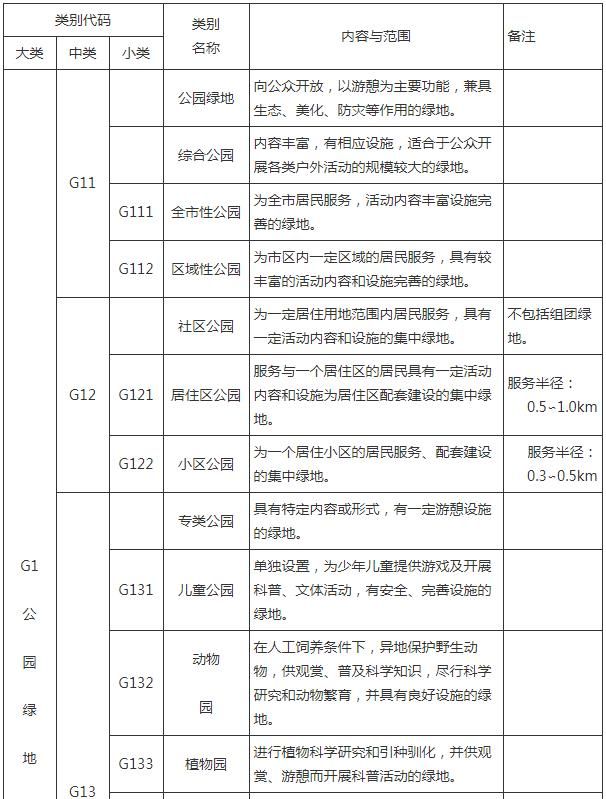 类别代码
类别
名称
内容与范围
备注
大类
中类
小类
公园绿地
向公众开放，以游憩为主要功能，兼具
生态、美化、防灾等作用的绿地。
G11
综合公园
内容丰富，有相应设施，适合于公众开
展各类户外活动的规模较大的绿地。
G111
全市性公园
为全市居民服务，活动内容丰富设施完
善的绿地。
G112
区域性公园
为市区内一定区域的居民服务，具有较
丰富的活动内容和设施完善的绿地。
G12
社区公园
为一定居住用地范围内居民服务，具有
一定活动内容和设施的集中绿地。
不包括组团绿
地。
G121
居住区公园
服务与一个居住区的居民具有一定活动
内容和设施为居住区配套建设的集中绿
地。
服务半径：
0.5∽1.0km
G122
小区公园
为一个居住小区的居民服务、配套建设
的集中绿地。
服务半径：
0.3∽0.5km
G1
公
园
绿
地
G13
专类公园
具有特定内容或形式，有一定游憩设施
的绿地。
G131
儿童公园
单独设置，为少年儿童提供游戏及开展
科普、文体活动，有安全、完善设施的
绿地。
G132
动物
园
在人工饲养条件下，异地保护野生动
物，供观赏、普及科学知识，尽行科学
研究和动物繁育，并具有良好设施的绿
地。
G133
植物园
进行植物科学研究和引种驯化，并供观
赏、游憩而开展科普活动的绿地。